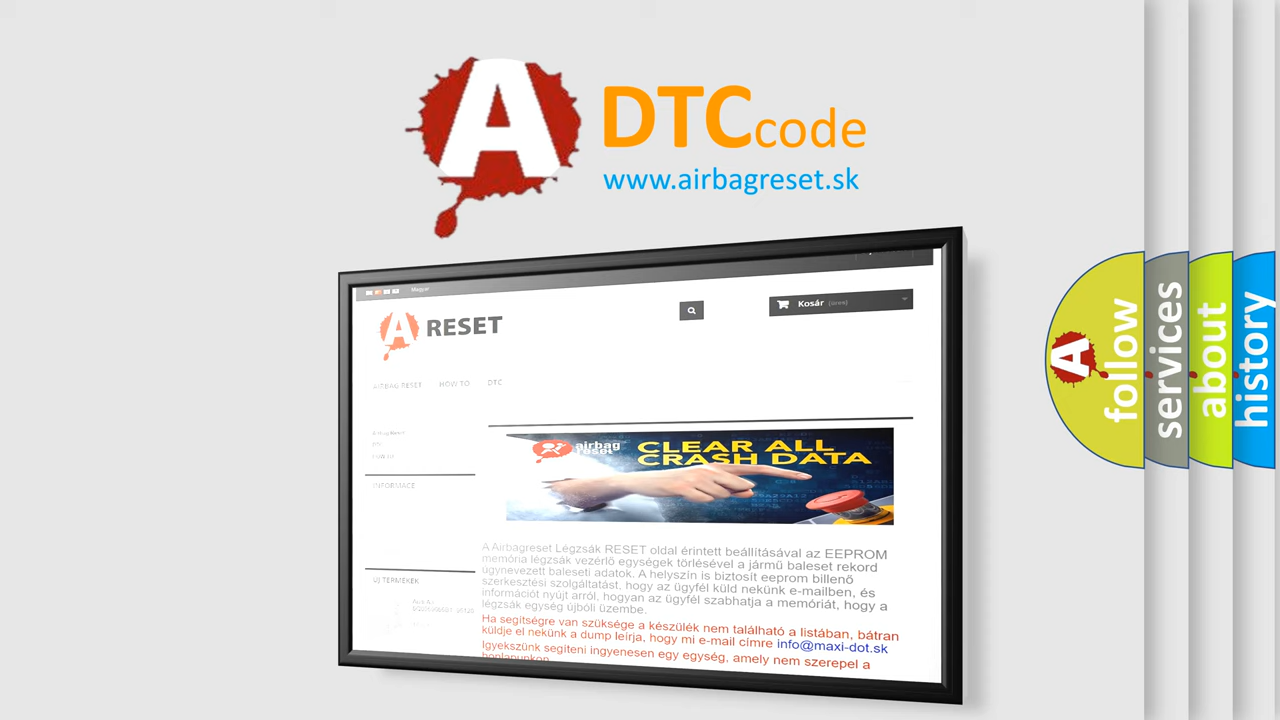 A
DTCcode
www.airbagreset.sk
Magyar
A RESET
Kosár (üres)
AIRBAG RESET HOW TO DTC
INFORMACE
airbag
reset
CLEAR ALL
CRASH DATA
A Airbagreset Légzsák RESET oldal érintett beállításával az EEPROM
memória légzsák vezérlő egységek törlésével a jármű baleset rekord
úgynevezett baleseti adatok. A helyszín is biztosít eeprom billenő
szerkesztési szolgáltatást, hogy az ügyfél küld nekünk e-mailben, és
információt nyújt arról, hogyan az ügyfél szabhatja a memóriát, hogy a
légzsák egység újbóli üzembe.
ÚJ TERMÉKEK
Ha segítségre van szüksége a készülék nem található a listában, bátran
küldje el nekünk a dump leírja, hogy mi e-mail címre info@maxi-dot.sk
Igyekszünk segíteni ingyenesen egy egység, amely nem szerepel a
honlapunkon
A
follow
services
about
history